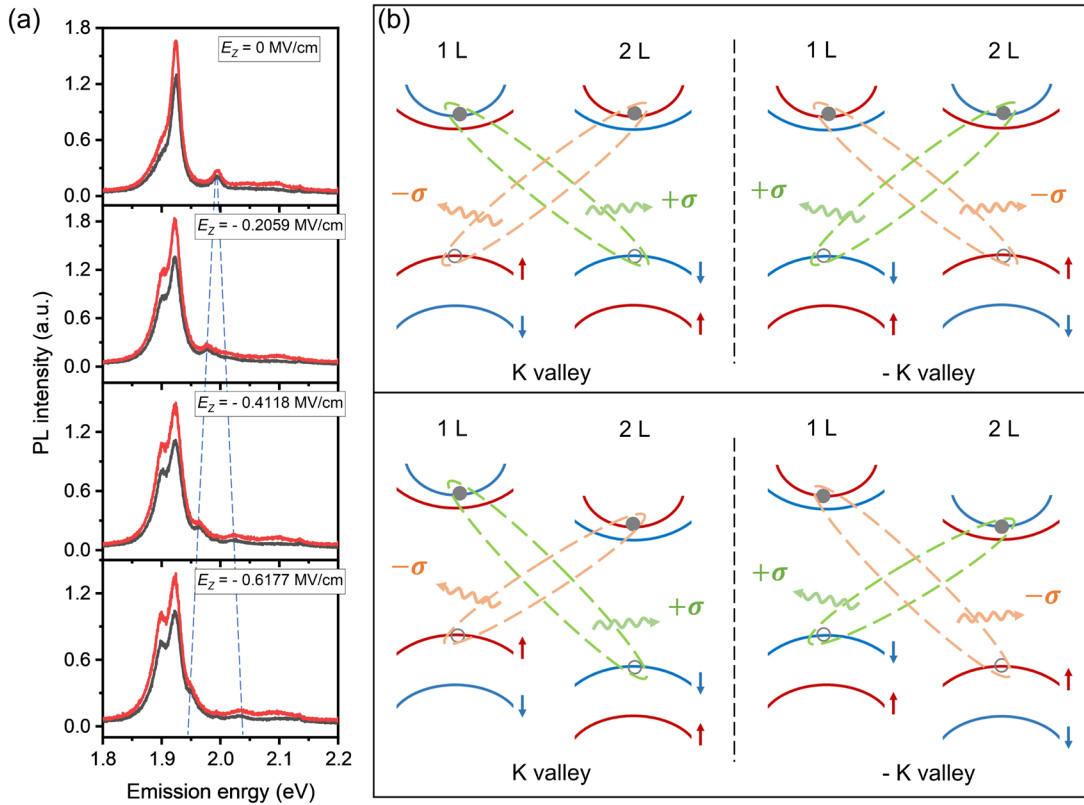 (a)
E_Z = 0 MV/cm
1.8
1.2
0.6
0.0
E_Z = - 0.2059 MV/cm
1.8
1.2
0.6
0.0
E_Z = - 0.4118 MV/cm
1.2
0.6
0.0
E_Z = - 0.6177 MV/cm
1.2
0.6
0.0
1.8 1.9 2.0 2.1 2.2
PL intensity (a.u.)
Emission enrgy (eV)
(b)
1 L 2 L 1 L 2 L
−σ +σ +σ −σ
↑ ↓ ↓ ↑
↓ ↑ ↑ ↓
K valley - K valley
1 L 2 L 1 L 2 L
−σ +σ +σ −σ
↑ ↓ ↓ ↑
↓ ↑ ↑ ↓
K valley - K valley